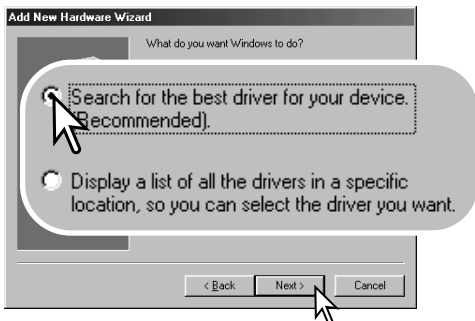 Add New Hardware Wizard
What do you want Windows to do?
Search for the best driver for your device.
(Recommended).
Display a list of all the drivers in a specific
location, so you can select the driver you want.
< Back
Next >
Cancel